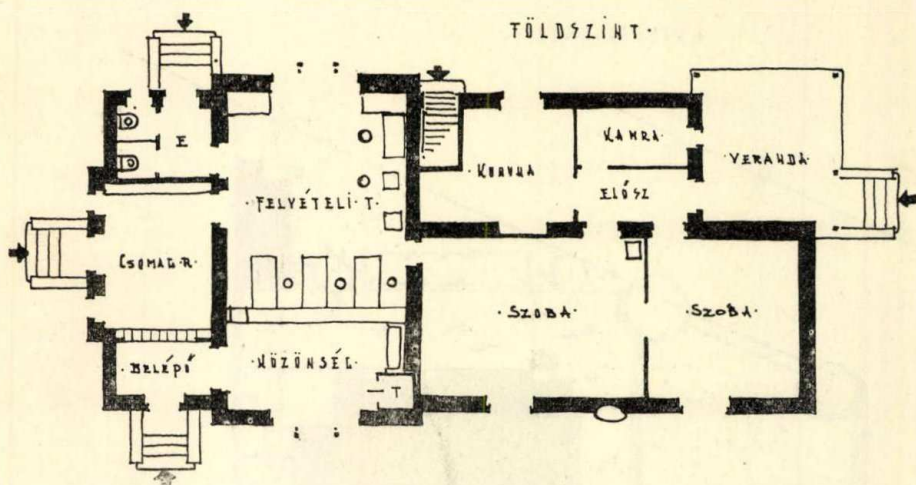 FÖLDSZINT·
E
KAMRA
·KONYHA
·VERANDA·
·FELVÉTELI·T·
ELŐSZ
CSOMAG·R·
·SZOBA·
·SZOBA·
·BELÉPŐ
·KÖZÖNSÉG·
T